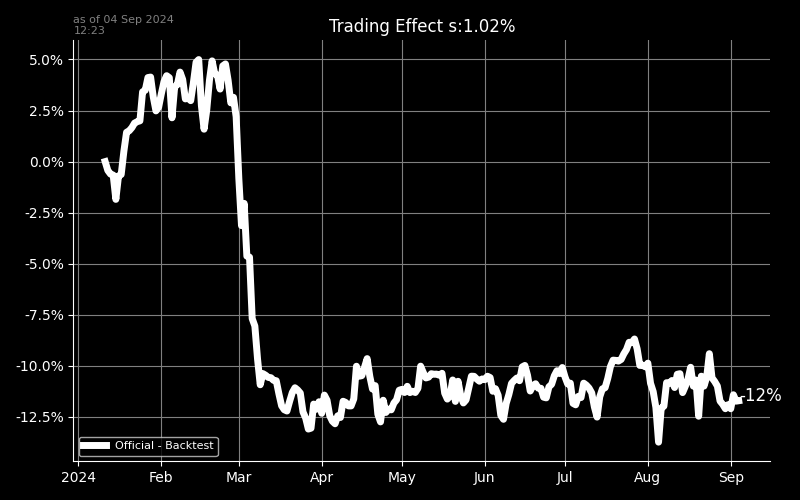 as of 04 Sep 2024
12:23
Trading Effect s:1.02%
5.0%
2.5%
0.0%
-2.5%
-5.0%
-7.5%
-10.0%
-12.5%
-12%
Official - Backtest
2024 Feb Mar Apr May Jun Jul Aug Sep